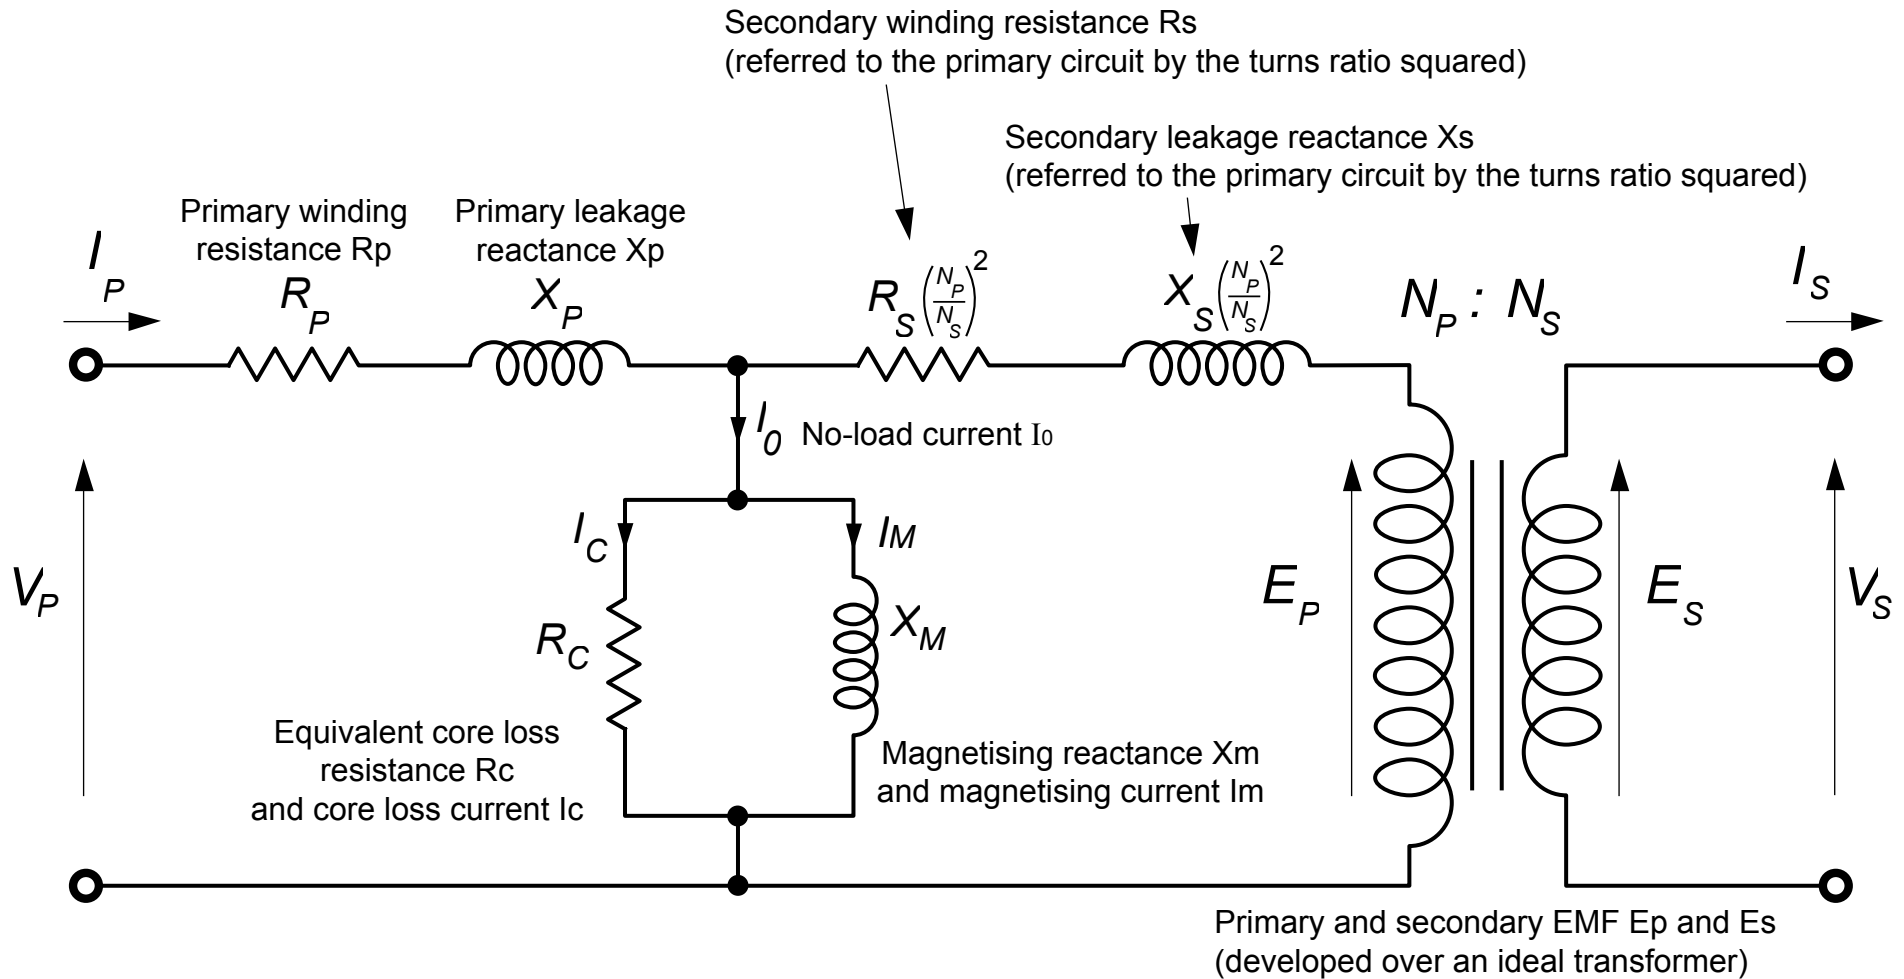 Secondary winding resistance Rs
(referred to the primary circuit by the turns ratio squared)
Secondary leakage reactance Xs
(referred to the primary circuit by the turns ratio squared)
Primary winding
resistance Rp
Primary leakage
reactance Xp
I_P
R_P
X_P
R_S (N_P/N_S)^2
X_S (N_P/N_S)^2
N_P : N_S
I_S
I_0
No-load current I0
I_C
I_M
V_P
R_C
X_M
E_P
E_S
V_S
Equivalent core loss
resistance Rc
and core loss current Ic
Magnetising reactance Xm
and magnetising current Im
Primary and secondary EMF Ep and Es
(developed over an ideal transformer)